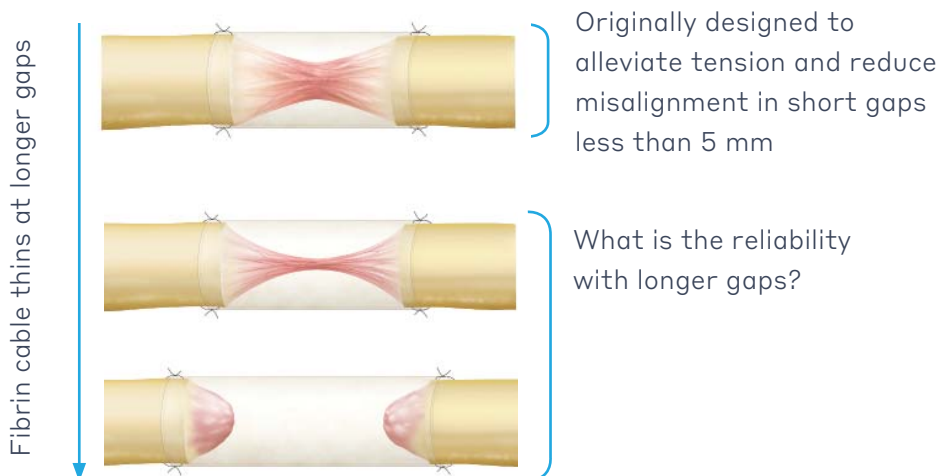 Fibrin cable thins at longer gaps
Originally designed to
alleviate tension and reduce
misalignment in short gaps
less than 5 mm
What is the reliability
with longer gaps?